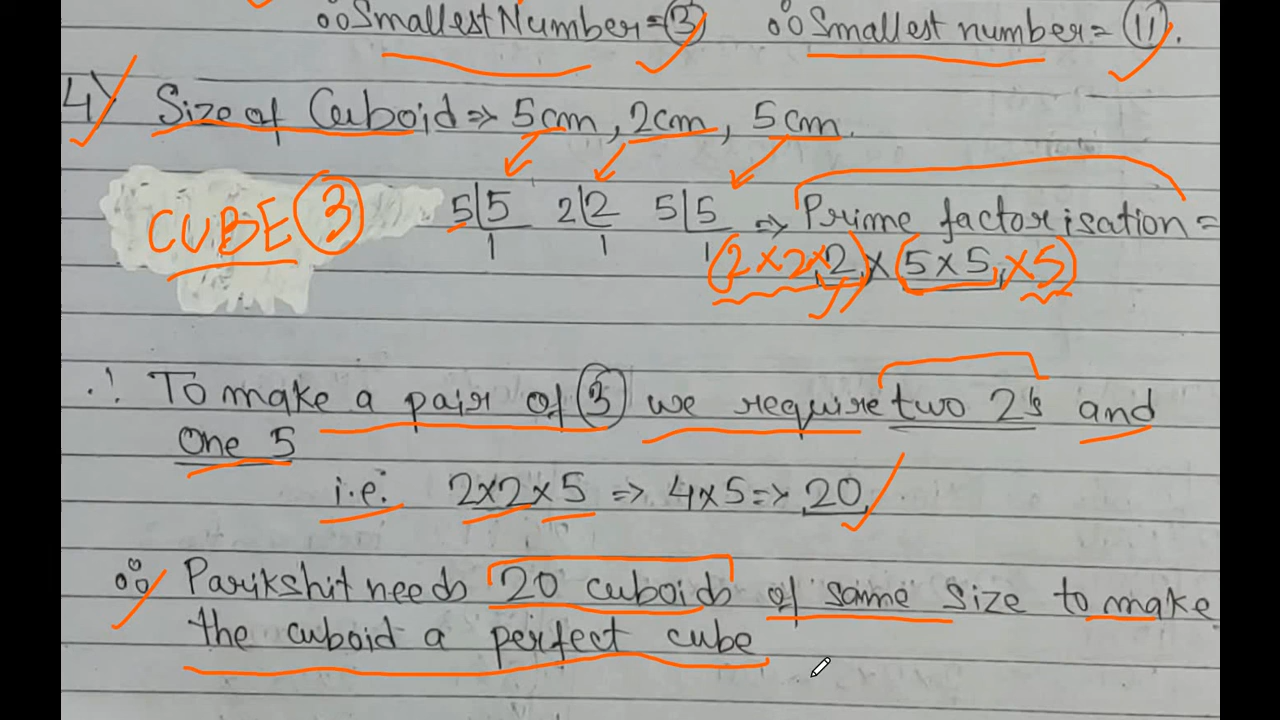 ∴ Smallest Number = 3 ∴ Smallest number = 11.
4) Size of Cuboid => 5cm, 2cm, 5cm.
CUBE 3
5|5 2|2 5|5 => Prime factorisation =
1 1 1 (2×2×2) × (5×5×5)
∴ To make a pair of 3 we require two 2's and
One 5
i.e. 2×2×5 => 4×5 => 20
∴ Parikshit needs 20 cuboids of same size to make
the cuboid a perfect cube